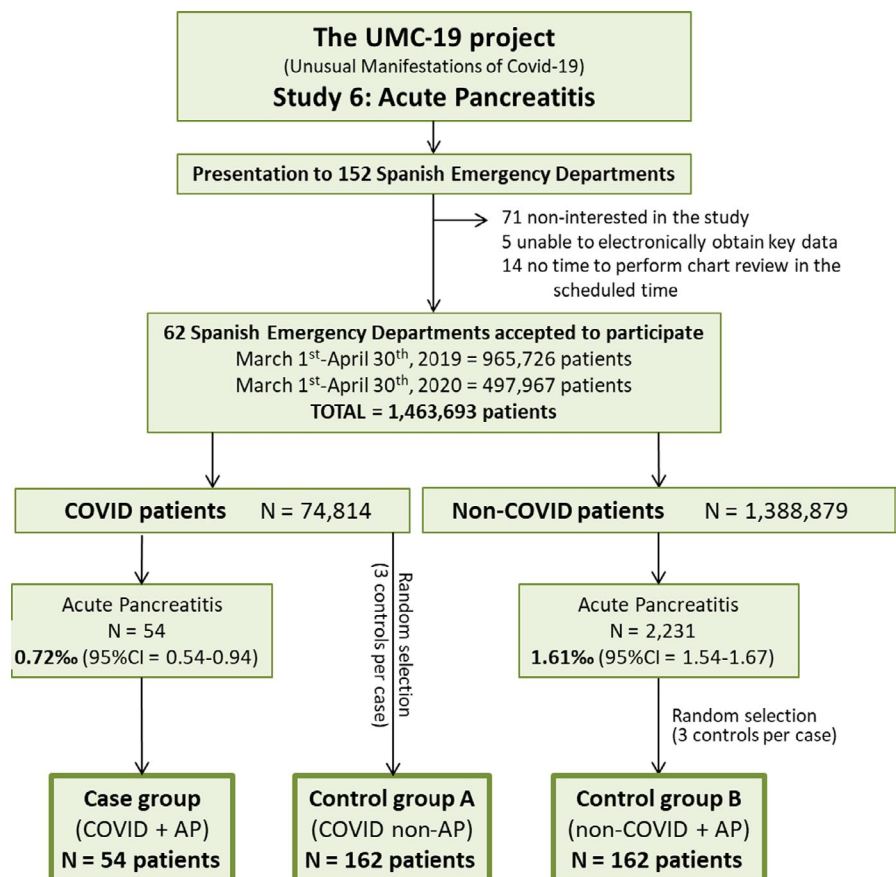 The UMC-19 project
(Unusual Manifestations of Covid-19)
Study 6: Acute Pancreatitis
Presentation to 152 Spanish Emergency Departments
71 non-interested in the study
5 unable to electronically obtain key data
14 no time to perform chart review in the
scheduled time
62 Spanish Emergency Departments accepted to participate
March 1st-April 30th, 2019 = 965,726 patients
March 1st-April 30th, 2020 = 497,967 patients
TOTAL = 1,463,693 patients
COVID patients N = 74,814
Non-COVID patients N = 1,388,879
Acute Pancreatitis
N = 54
0.72‰ (95%CI = 0.54-0.94)
Random selection
(3 controls per case)
Acute Pancreatitis
N = 2,231
1.61‰ (95%CI = 1.54-1.67)
Random selection
(3 controls per case)
Case group
(COVID + AP)
N = 54 patients
Control group A
(COVID non-AP)
N = 162 patients
Control group B
(non-COVID + AP)
N = 162 patients